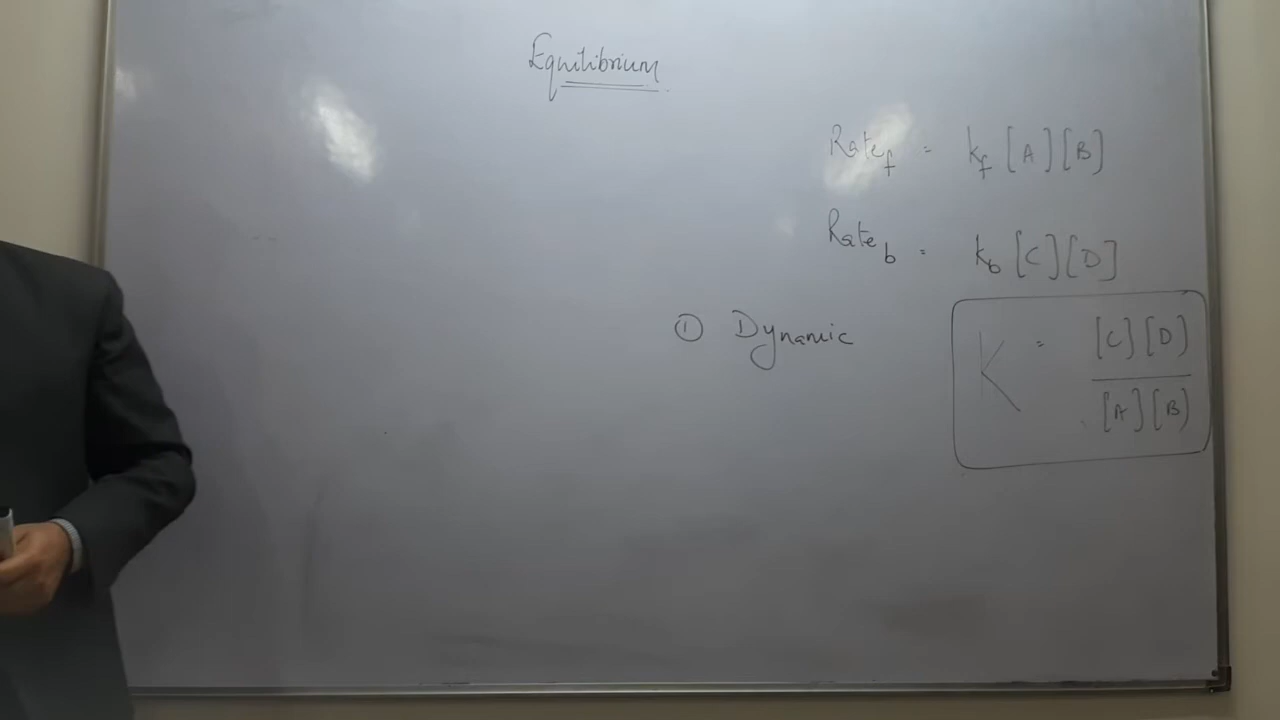 Equilibrium
Rate_f = k_f [A][B]
Rate_b = k_b [C][D]
① Dynamic
K = [C][D] / [A][B]